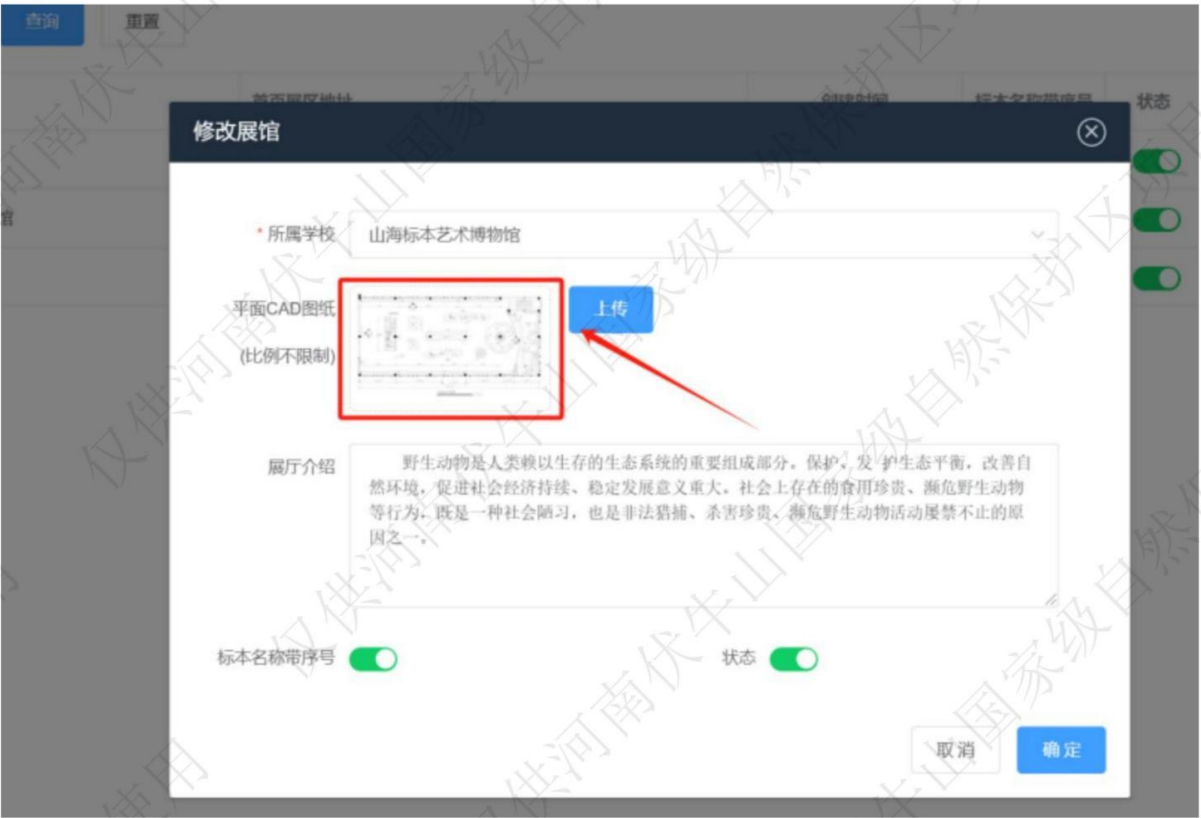 查询 重置
首页展区地址 创建时间 标本名称带序号 状态
修改展馆
馆
* 所属学校 山海标本艺术博物馆
平面CAD图纸 上传
(比例不限制)
展厅介绍 野生动物是人类赖以生存的生态系统的重要组成部分。保护、发 护生态平衡，改善自
然环境，促进社会经济持续、稳定发展意义重大。社会上存在的食用珍贵、濒危野生动物
等行为，既是一种社会陋习，也是非法猎捕、杀害珍贵、濒危野生动物活动屡禁不止的原
因之一。
标本名称带序号 状态
取消 确定
仅供河南伏牛山国家级自然保护区项目使用